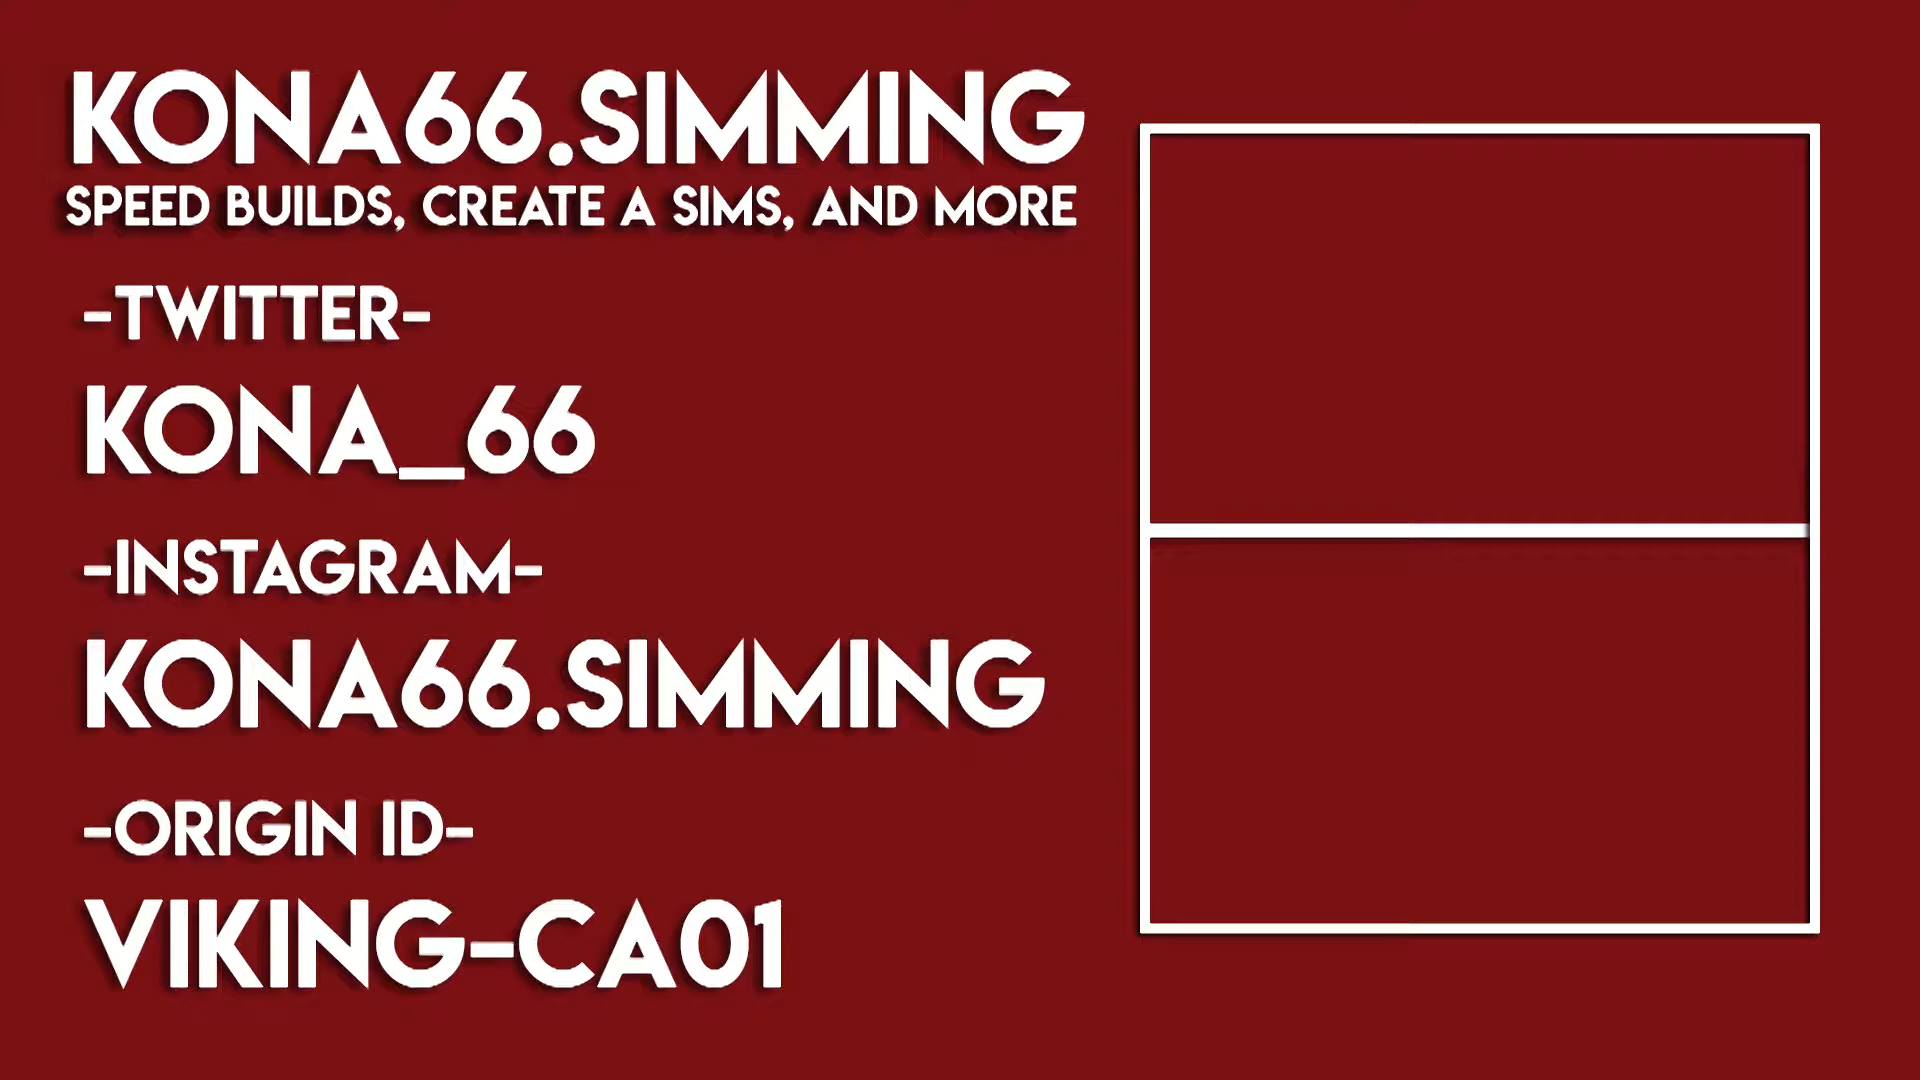 KONA66.SIMMING
SPEED BUILDS, CREATE A SIMS, AND MORE
-TWITTER-
KONA_66
-INSTAGRAM-
KONA66.SIMMING
-ORIGIN ID-
VIKING-CA01